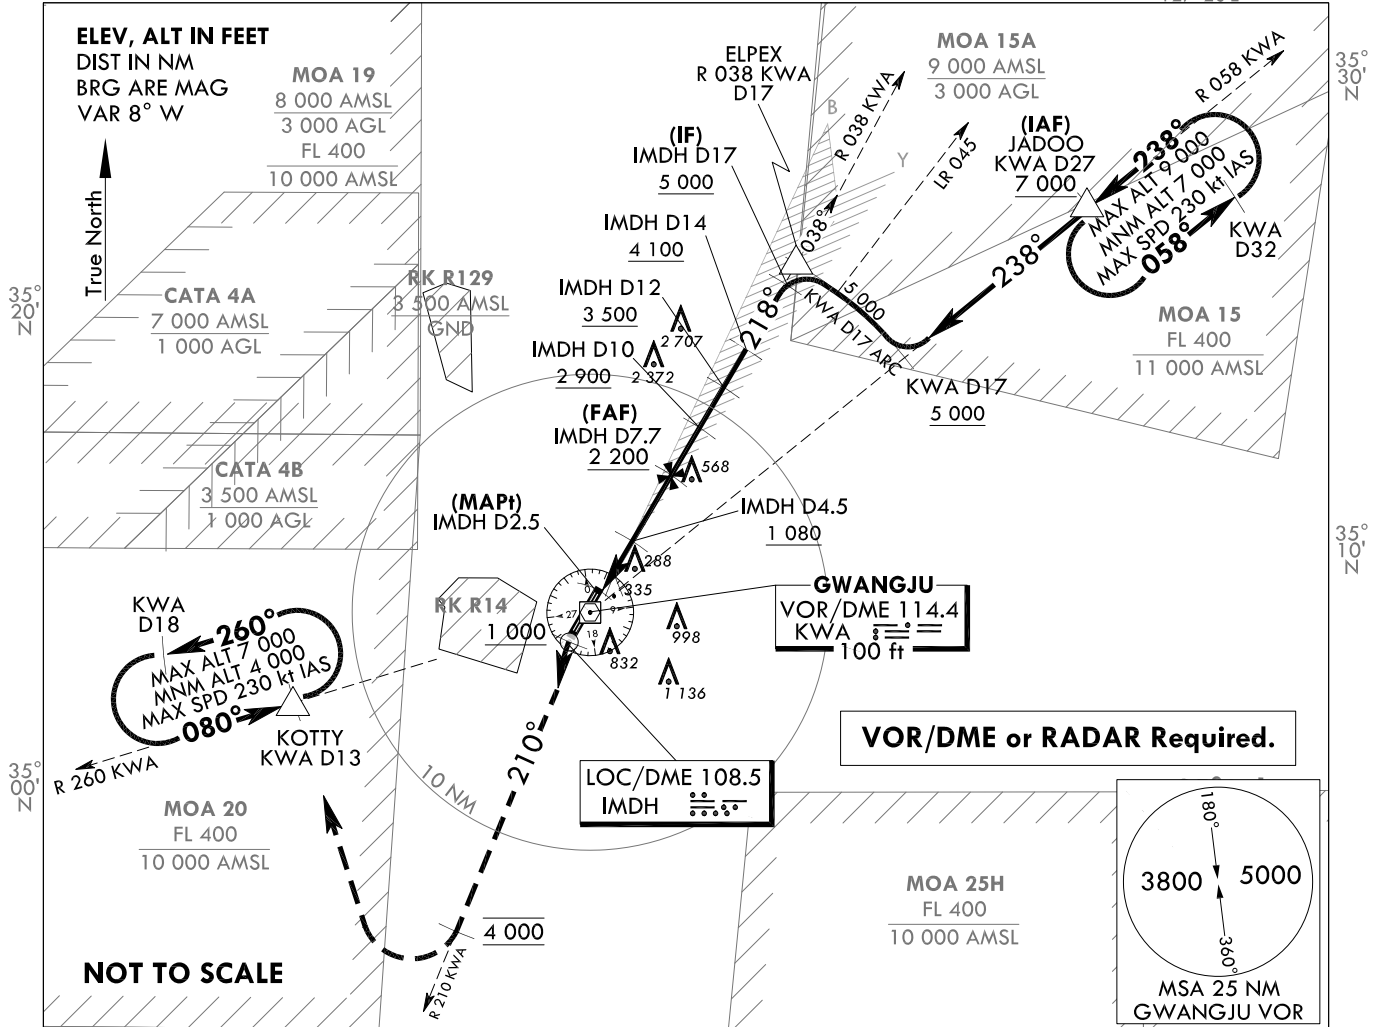 ELEV, ALT IN FEET
DIST IN NM
BRG ARE MAG
VAR 8° W
True North
MOA 19
8 000 AMSL
3 000 AGL
FL 400
10 000 AMSL
CATA 4A
7 000 AMSL
1 000 AGL
RK R129
3 500 AMSL
GND
CATA 4B
3 500 AMSL
1 000 AGL
35°
20'
N
35°
00'
N
35°
30'
N
35°
10'
N
ELPEX
R 038 KWA
D17
(IF)
IMDH D17
5 000
IMDH D14
4 100
IMDH D12
3 500
IMDH D10
2 900
(FAF)
IMDH D7.7
2 200
(MAPt)
IMDH D2.5
IMDH D4.5
1 080
MOA 15A
9 000 AMSL
3 000 AGL
B
Y
R 038 KWA
038°
LR 045
R 058 KWA
(IAF)
JADOO
KWA D27
7 000
238°
MAX ALT 9 000
MNM ALT 7 000
MAX SPD 230 kt IAS
058°
KWA
D32
238°
MOA 15
FL 400
11 000 AMSL
5 000
KWA D17 ARC
KWA D17
5 000
218°
2 707
2 372
568
288
335
998
832
1 136
0
9
18
27
RK R14
1 000
GWANGJU
VOR/DME 114.4
KWA
100 ft
VOR/DME or RADAR Required.
LOC/DME 108.5
IMDH
KWA
D18
260°
MAX ALT 7 000
MNM ALT 4 000
MAX SPD 230 kt IAS
080°
KOTTY
KWA D13
R 260 KWA
MOA 20
FL 400
10 000 AMSL
10 NM
210°
4 000
R 210 KWA
NOT TO SCALE
MOA 25H
FL 400
10 000 AMSL
180°
3800
5000
360°
MSA 25 NM
GWANGJU VOR